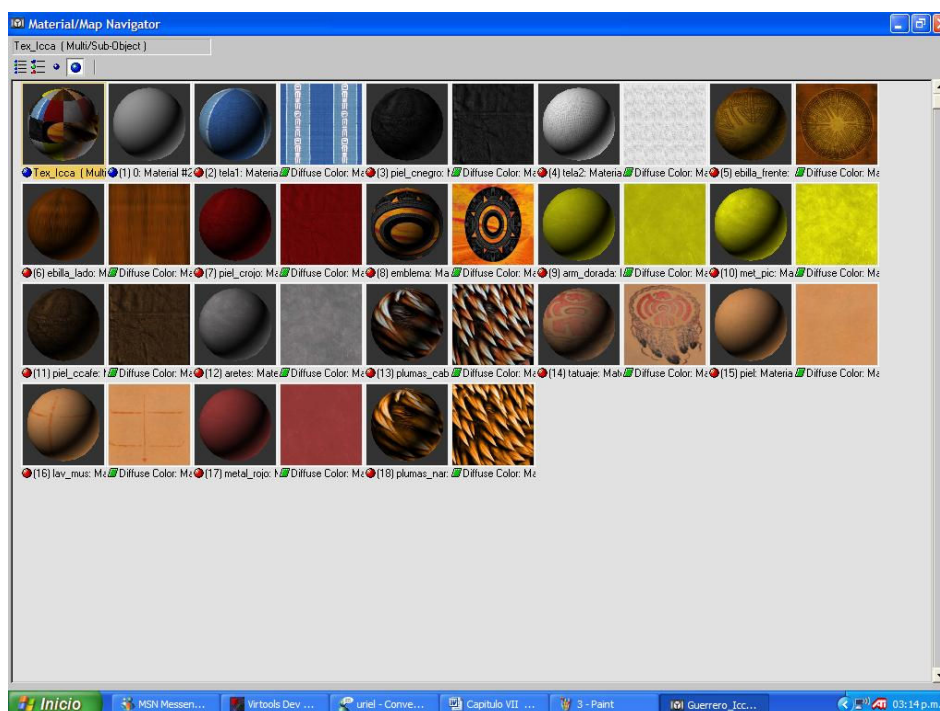 Material/Map Navigator
Tex_Icca ( Multi/Sub-Object )
Tex_Icca ( Multi (1) 0: Material #2 (2) tela1: Materia Diffuse Color: Ma (3) piel_cnegro: Diffuse Color: Ma (4) tela2: Materia Diffuse Color: Ma (5) ebilla_frente: Diffuse Color: Ma
(6) ebilla_lado: M Diffuse Color: Ma (7) piel_crojo: Ma Diffuse Color: Ma (8) emblema: Ma Diffuse Color: Ma (9) arm_dorada: Diffuse Color: Ma (10) met_pic: Ma Diffuse Color: Ma
(11) piel_ccafe: Diffuse Color: Ma (12) aretes: Mate Diffuse Color: Ma (13) plumas_cab Diffuse Color: Ma (14) tatuaje: Mat Diffuse Color: Ma (15) piel: Materia Diffuse Color: Ma
(16) lav_mus: Ma Diffuse Color: Ma (17) metal_rojo: Diffuse Color: Ma (18) plumas_nar: Diffuse Color: Ma
Inicio MSN Messen... Virtools Dev ... uriel - Conve... Capitulo VII ... 3 - Paint Guerrero_Icc... 03:14 p.m.